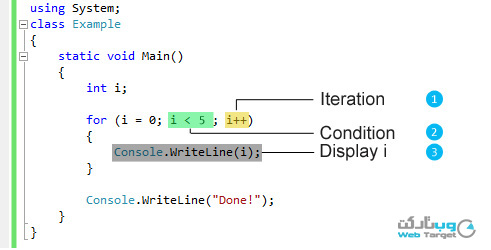 using System;
class Example
{
static void Main()
{
int i;
for (i = 0; i < 5 ; i++)
{
Console.WriteLine(i);
}
Console.WriteLine("Done!");
}
}
Iteration 1
Condition 2
Display i 3
وب تارگت
Web Target